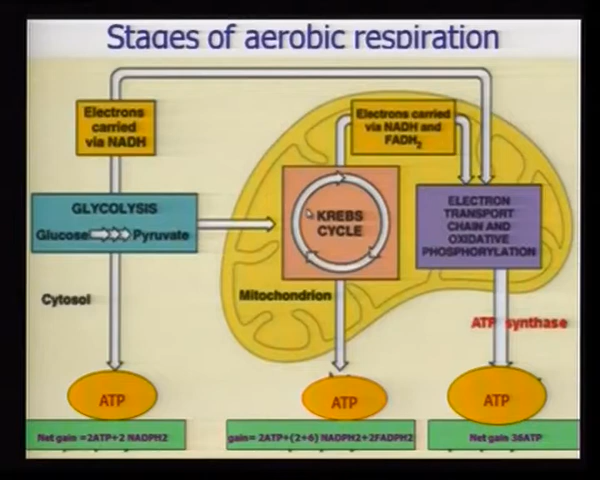 Stages of aerobic respiration
Electrons
carried
via NADH
Electrons carried
via NADH and
FADH2
GLYCOLYSIS
Glucose Pyruvate
KREBS
CYCLE
ELECTRON
TRANSPORT
CHAIN AND
OXIDATIVE
PHOSPHORYLATION
Cytosol
Mitochondrion
ATP synthase
ATP
ATP
ATP
Net gain =2ATP+2 NADPH2
gain= 2ATP+(2+6) NADPH2+2FADPH2
Net gain 36ATP